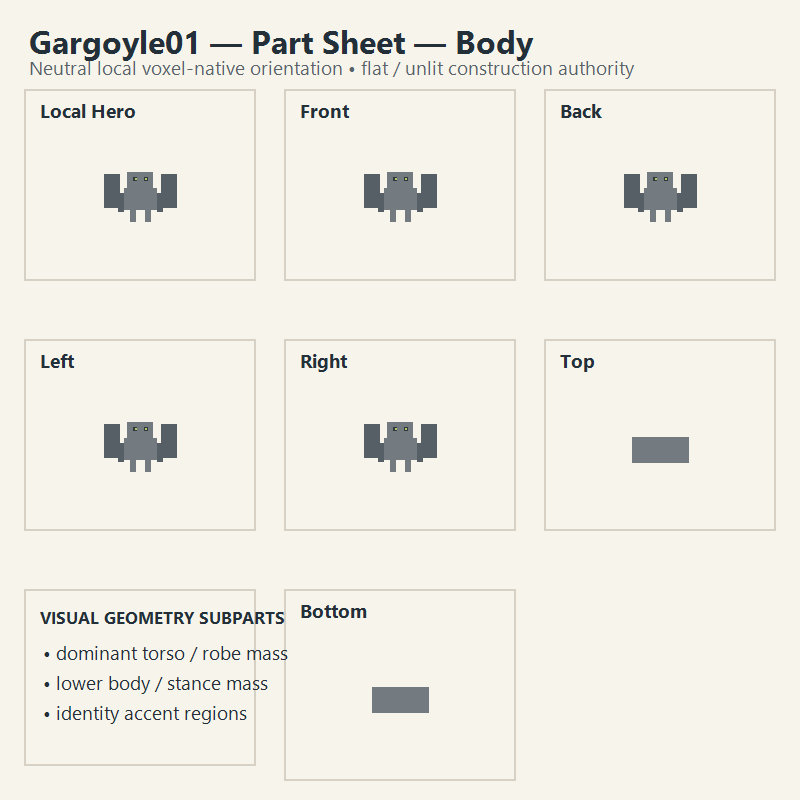 Gargoyle01 — Part Sheet — Body
Neutral local voxel-native orientation • flat / unlit construction authority
Local Hero
Front
Back
Left
Right
Top
VISUAL GEOMETRY SUBPARTS
• dominant torso / robe mass
• lower body / stance mass
• identity accent regions
Bottom